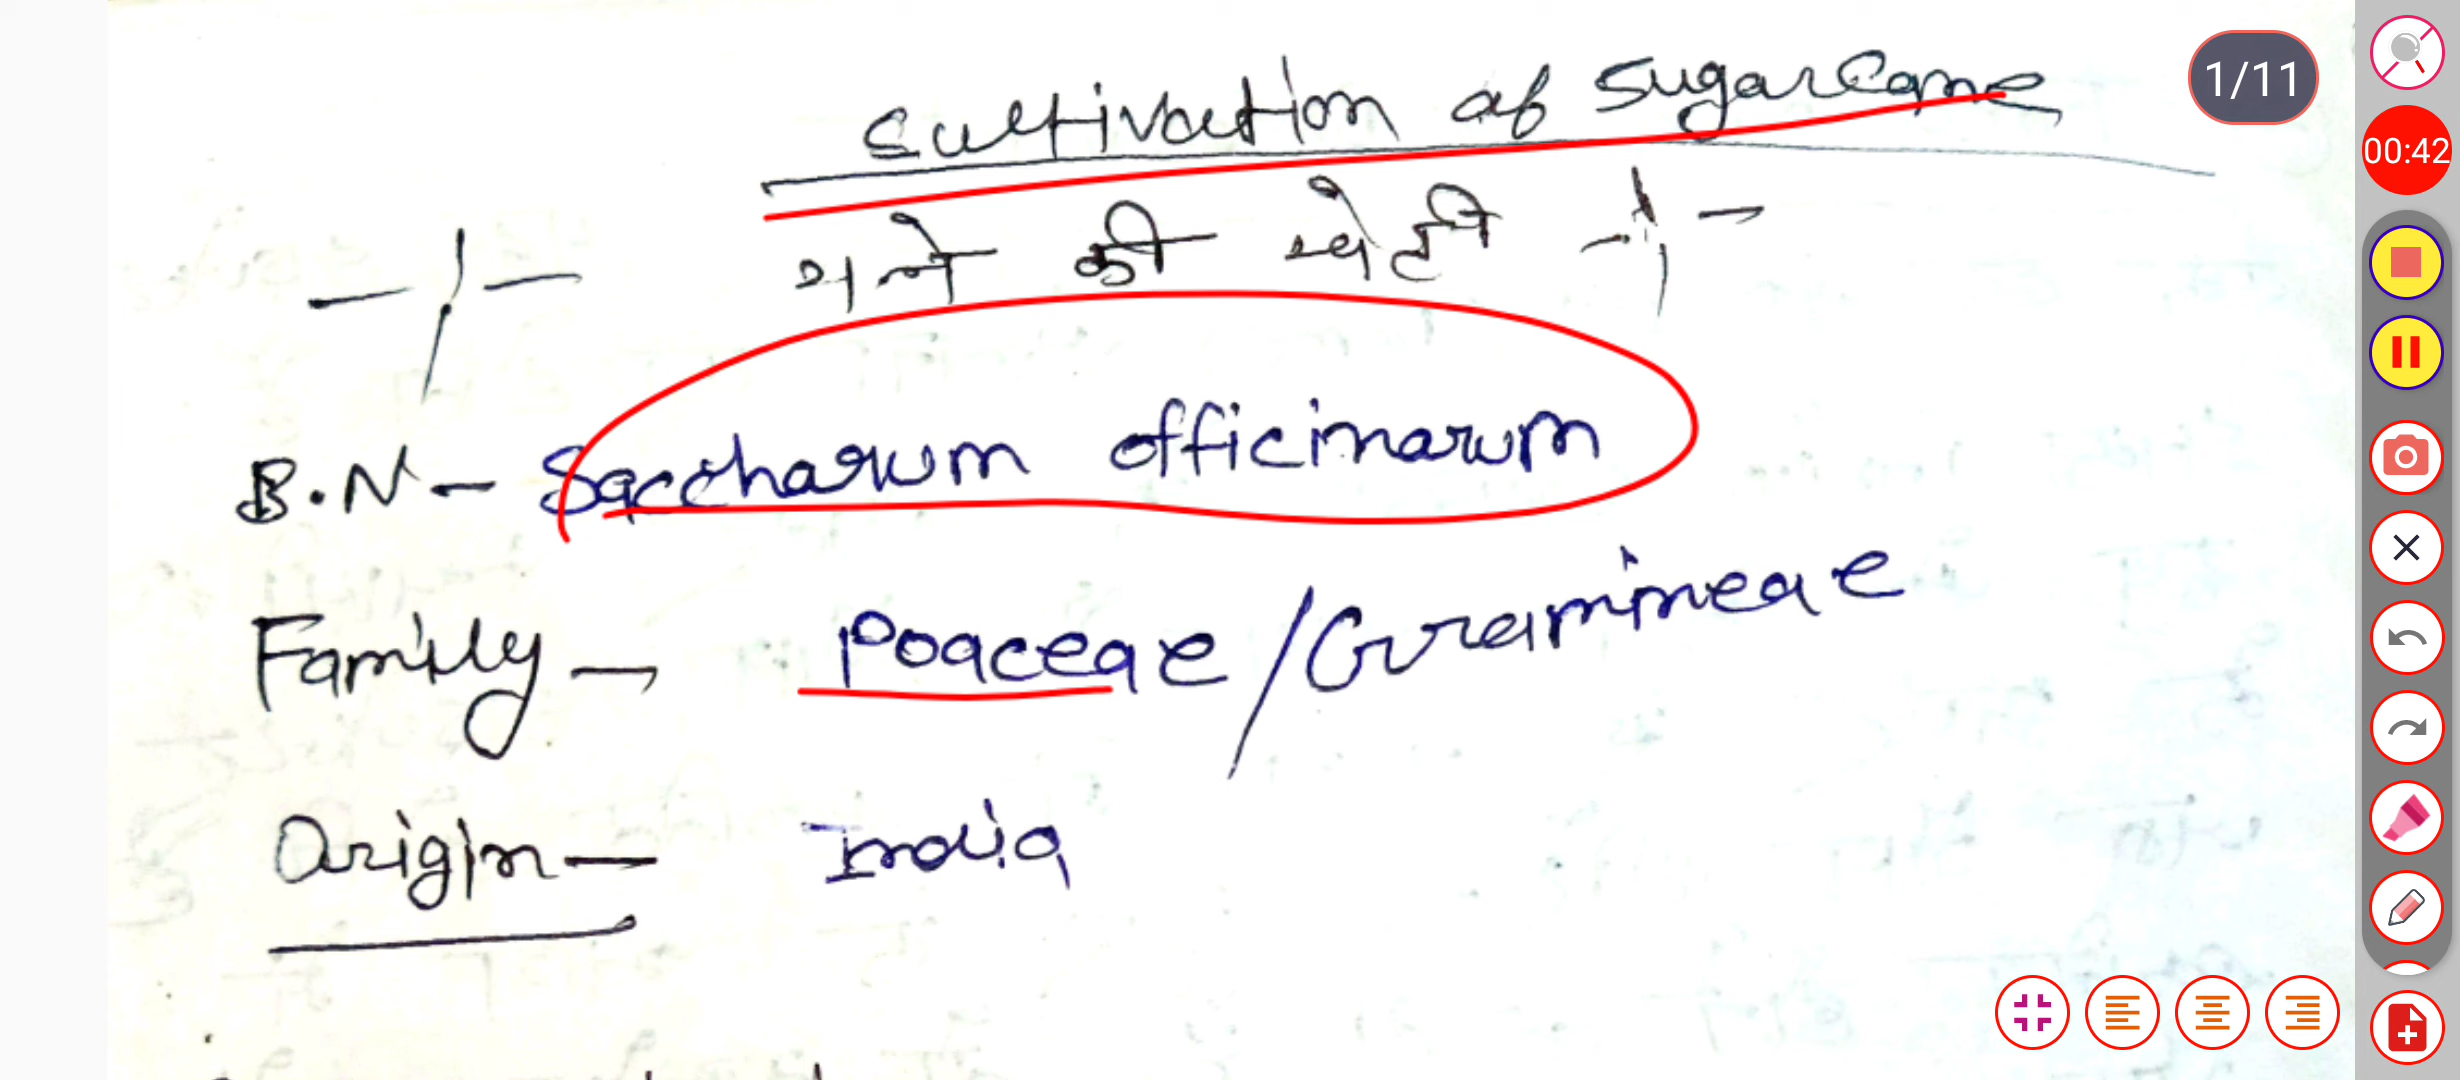 Cultivation of Sugarcane
1/11
00:42
गन्ने की खेती
B.N - Saccharum officinarum
Family - Poaceae / Gramineae
Origin - India